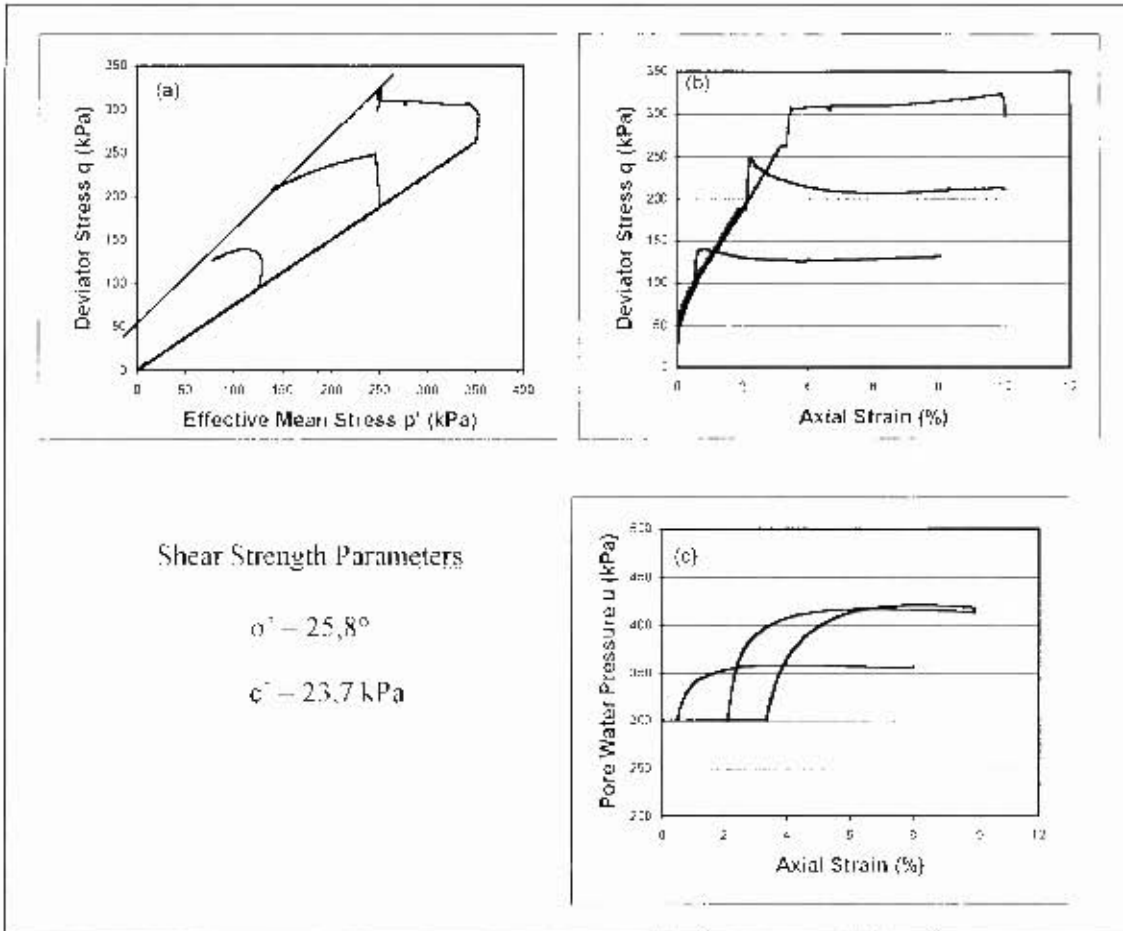 (a)
350
300
250
200
150
100
50
0
0 50 100 150 200 250 300 350 400
Deviator Stress q (kPa)
Effective Mean Stress p' (kPa)
(b)
350
300
250
200
150
100
50
0
Deviator Stress q (kPa)
Axial Strain (%)
Shear Strength Parameters
25,8°
c' – 23,7 kPa
(c)
450
400
350
300
250
200
0 2 4 6 8 12
Pore Water Pressure u (kPa)
Axial Strain (%)